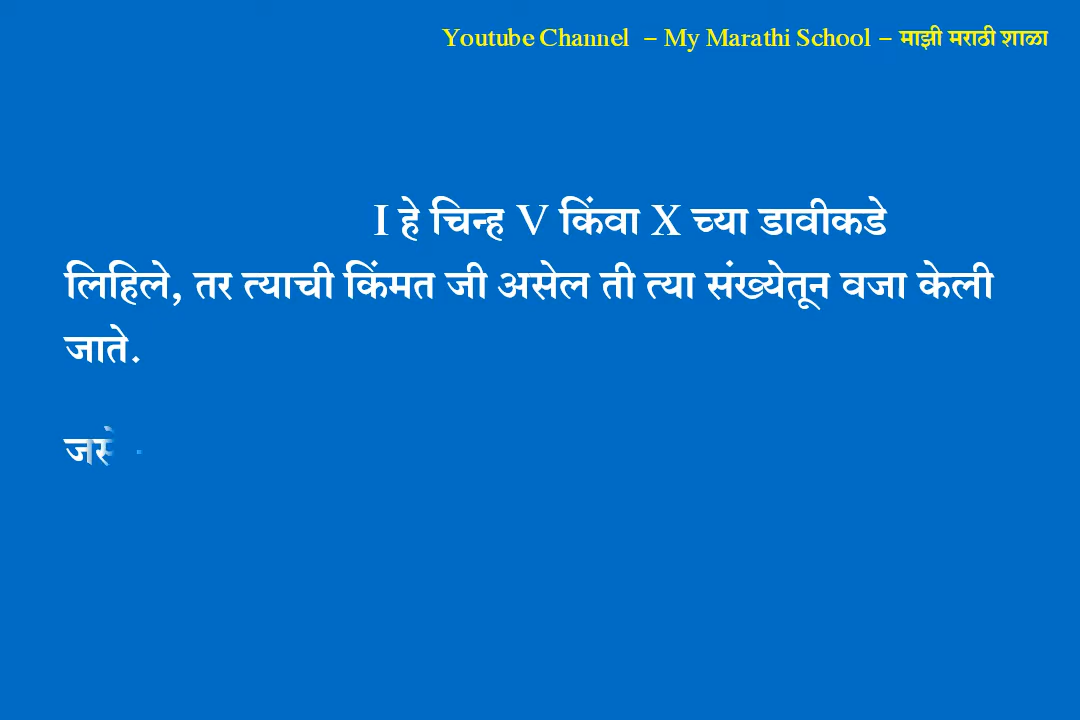 Youtube Channel – My Marathi School – माझी मराठी शाळा
I हे चिन्ह V किंवा X च्या डावीकडे
लिहिले, तर त्याची किंमत जी असेल ती त्या संख्येतून वजा केली
जाते.